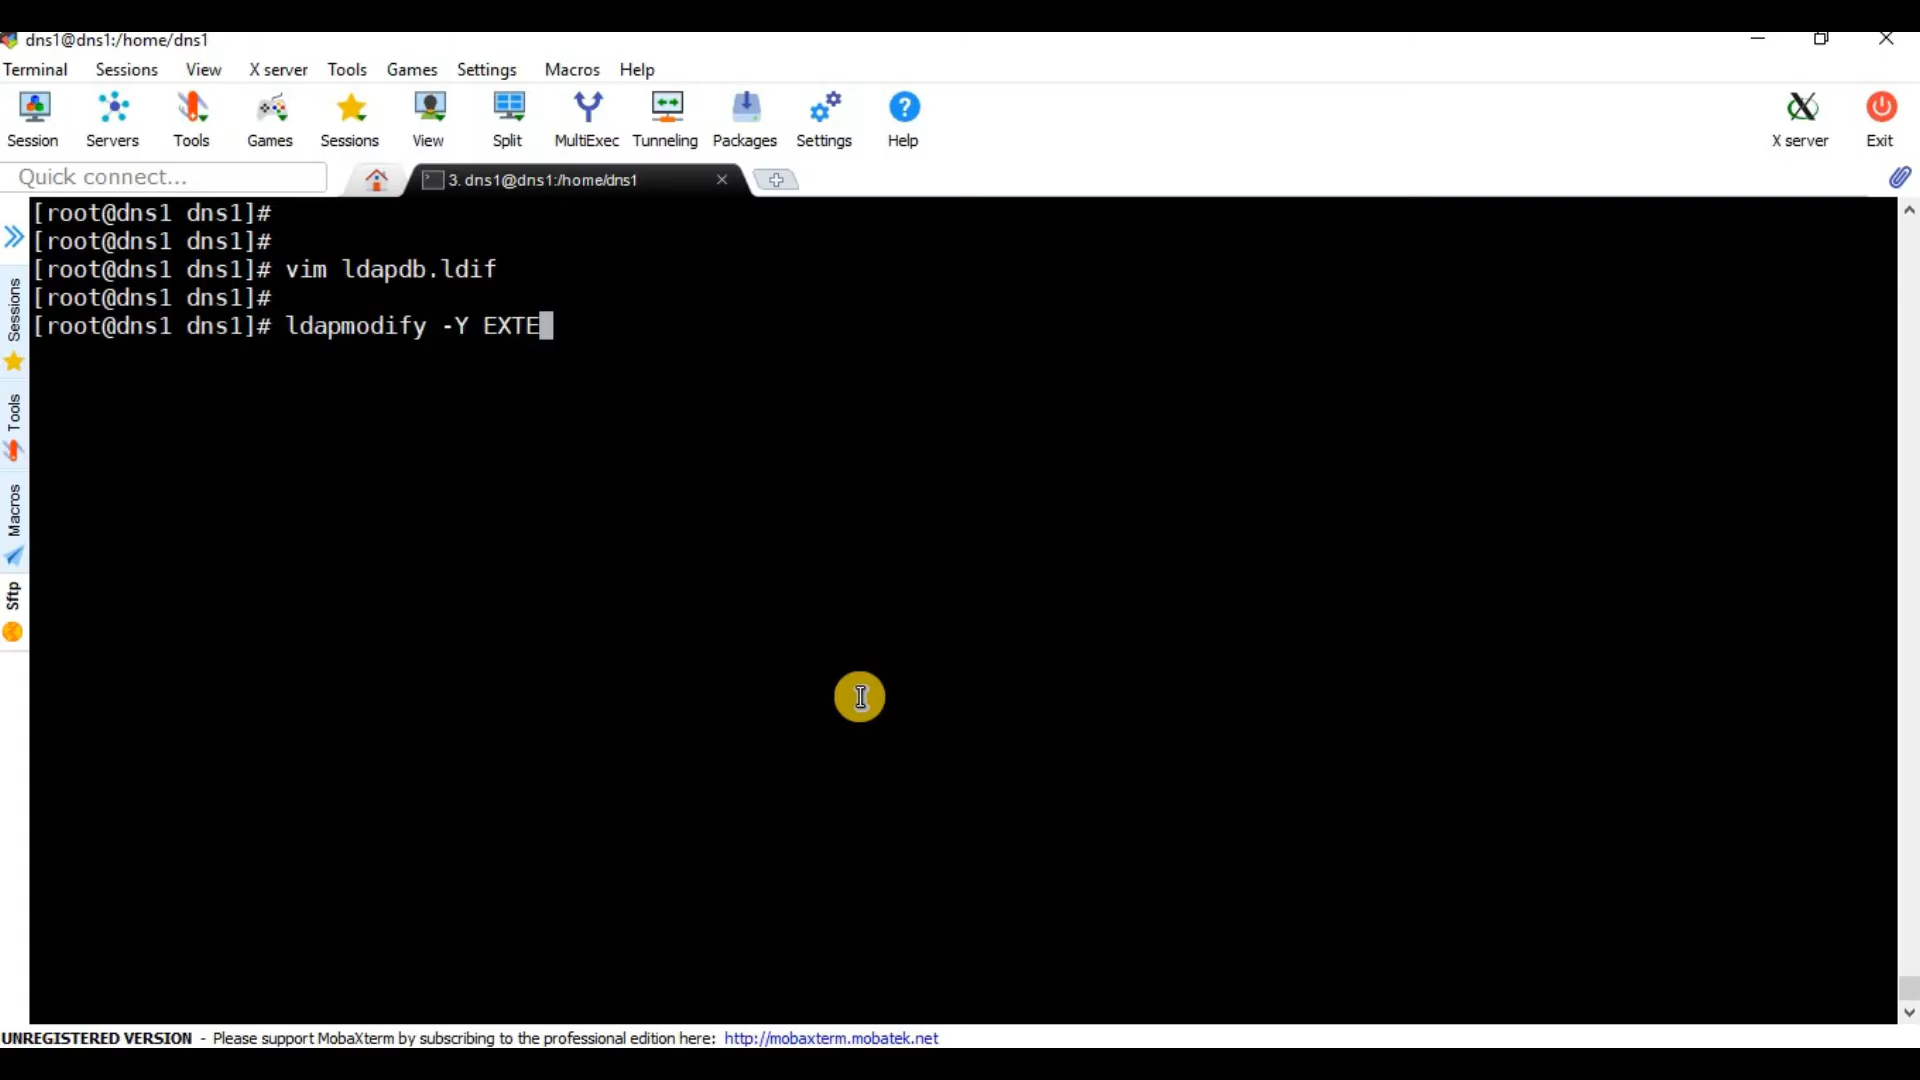 dns1@dns1:/home/dns1
Terminal Sessions View X server Tools Games Settings Macros Help
Session Servers Tools Games Sessions View Split MultiExec Tunneling Packages Settings Help X server Exit
Quick connect...
3. dns1@dns1:/home/dns1
[root@dns1 dns1]#
[root@dns1 dns1]#
[root@dns1 dns1]# vim ldapdb.ldif
[root@dns1 dns1]#
[root@dns1 dns1]# ldapmodify -Y EXTE
Sessions
Tools
Macros
Sftp
UNREGISTERED VERSION - Please support MobaXterm by subscribing to the professional edition here: http://mobaxterm.mobatek.net